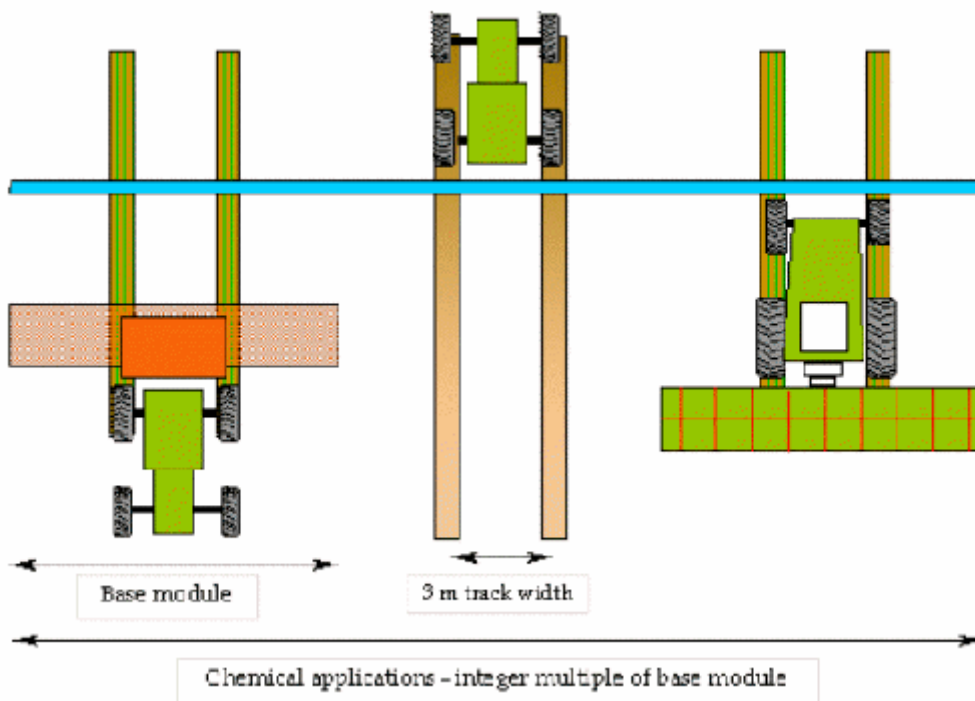 Base module
3 m track width
Chemical applications – integer multiple of base module